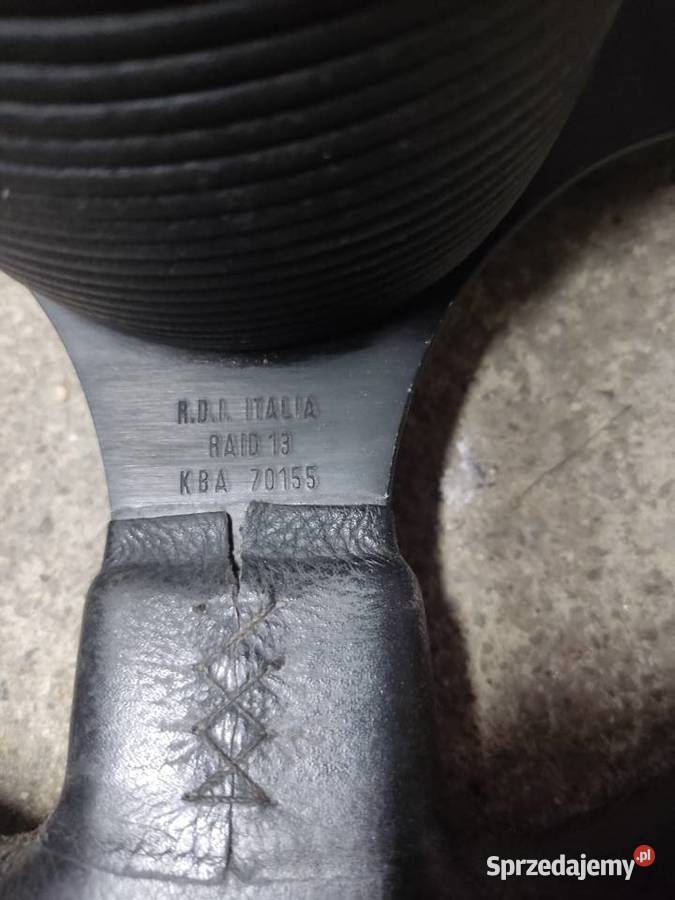 R.D.I. ITALIA
RAID 13
KBA 70155
Sprzedajemy.pl